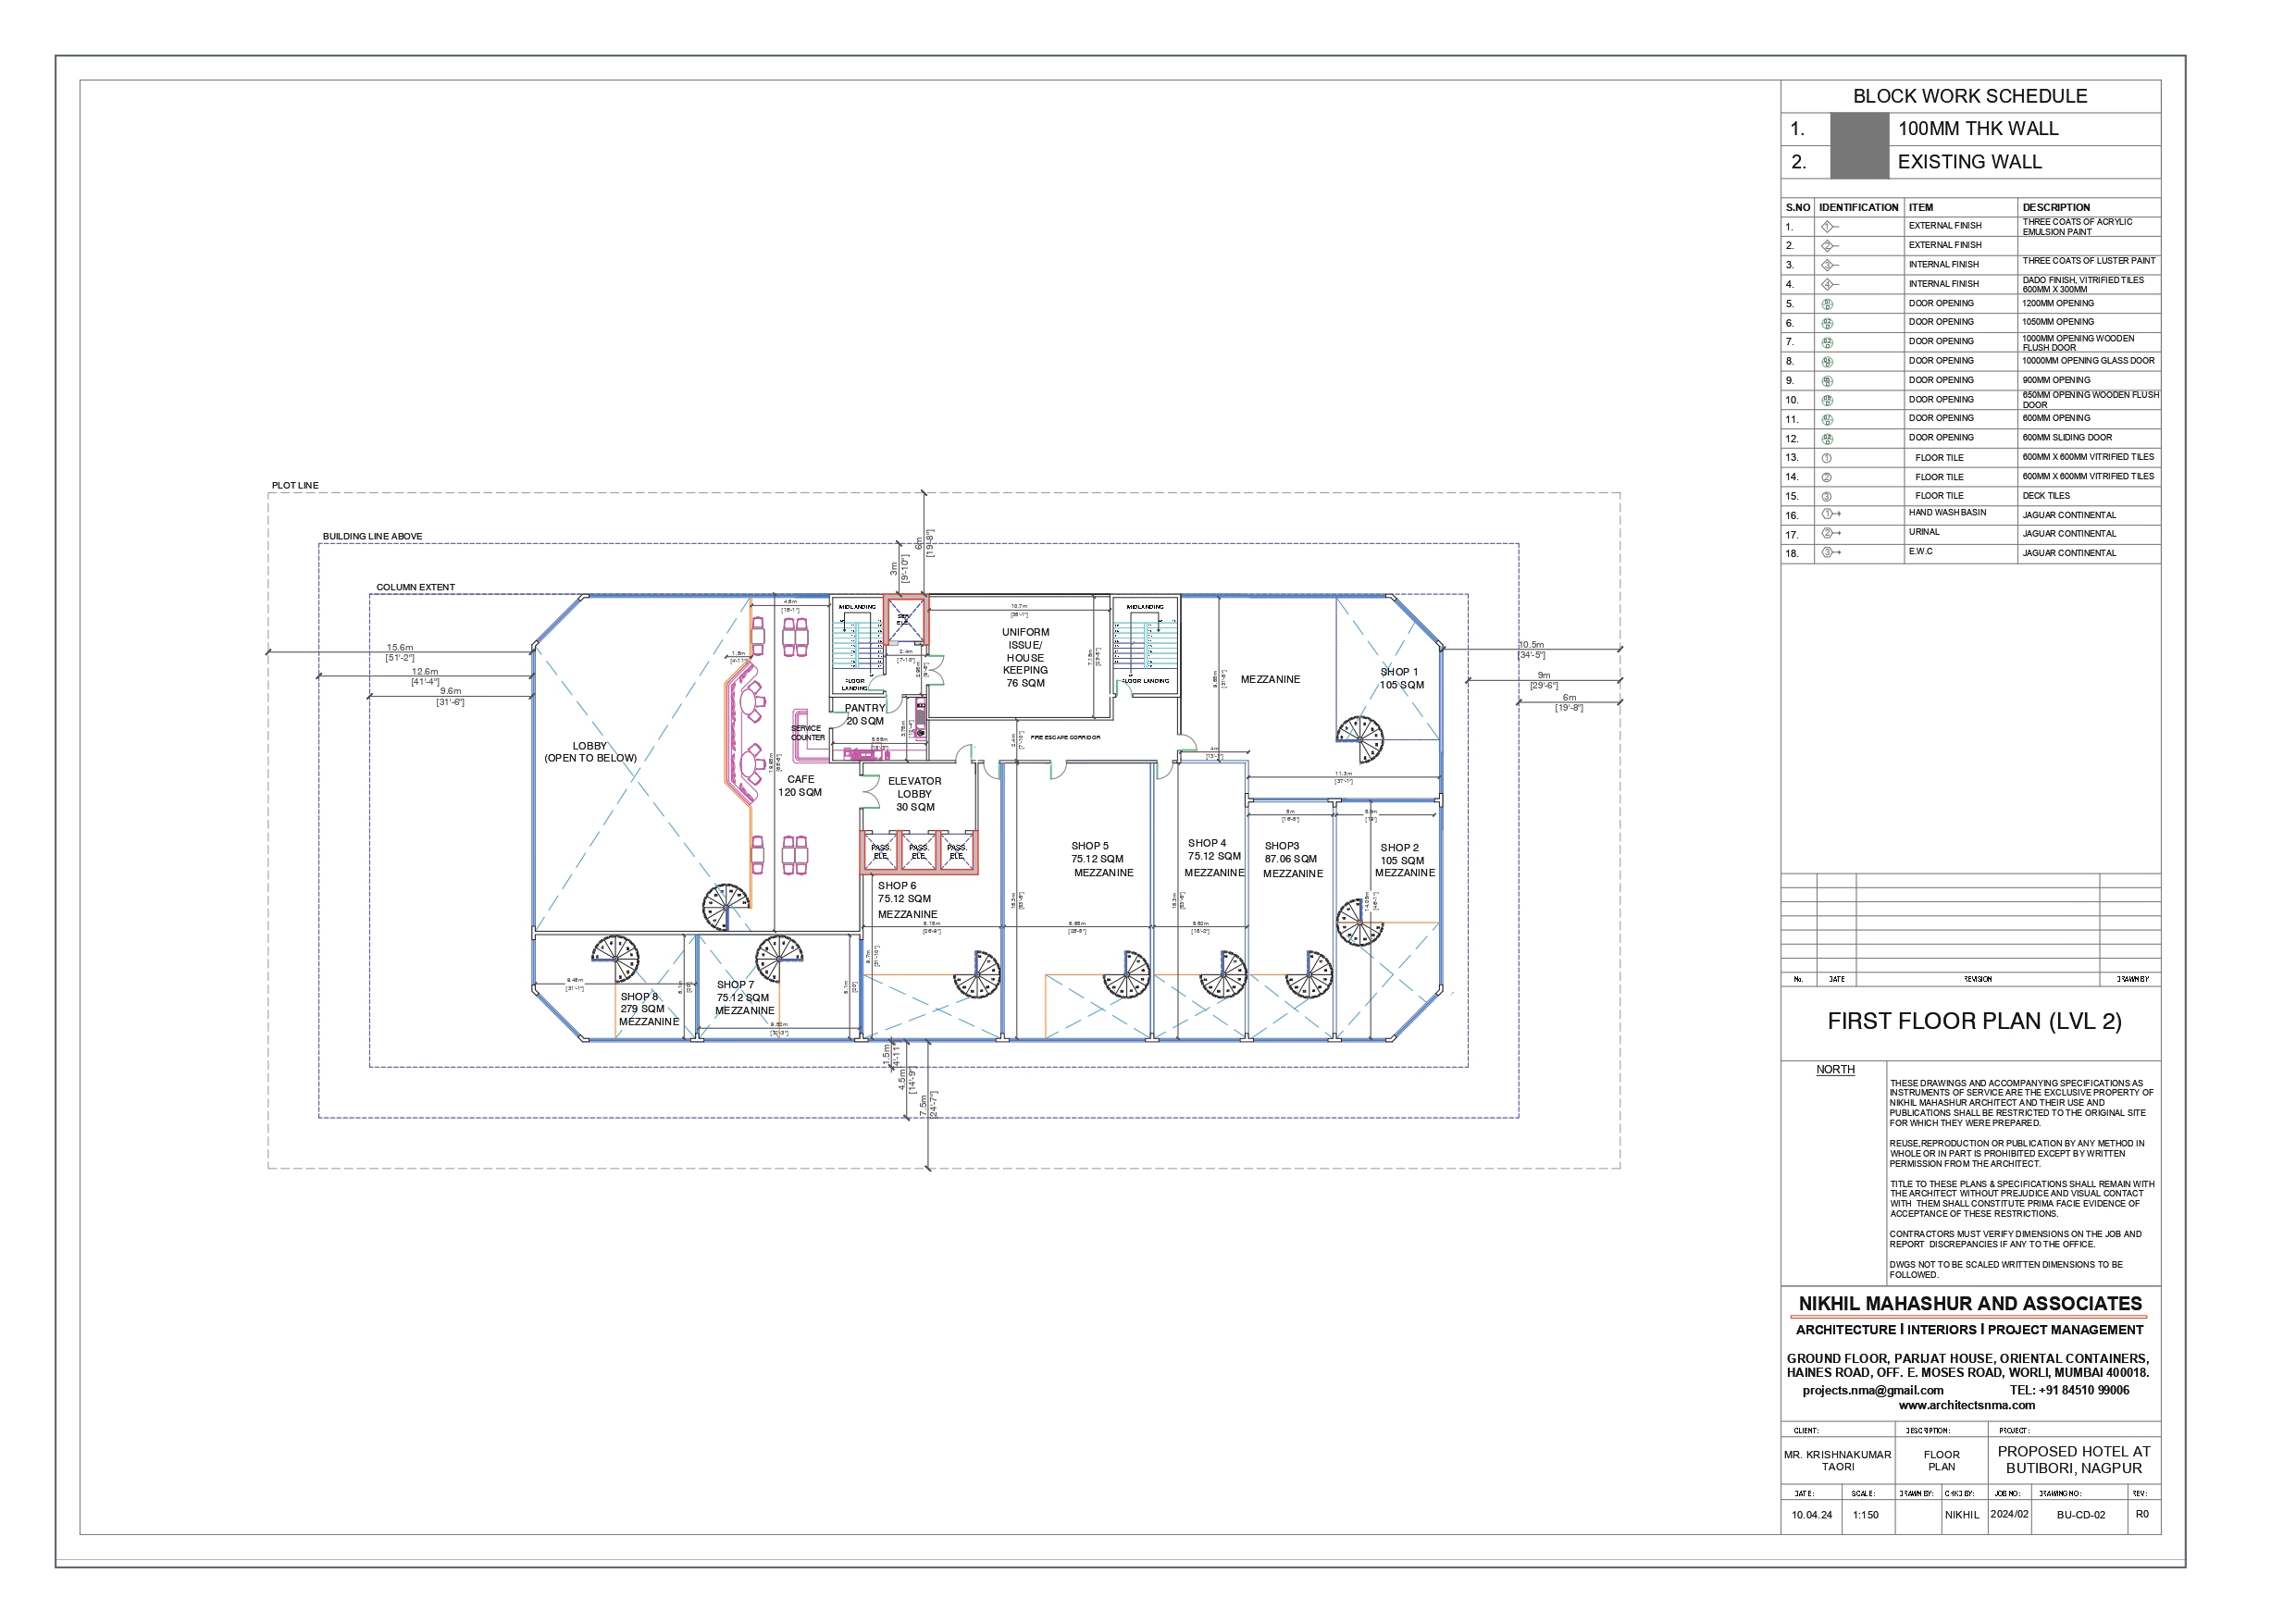 BLOCK WORK SCHEDULE
1. 100MM THK WALL
2. EXISTING WALL
S.NO IDENTIFICATION ITEM DESCRIPTION
1. 1 EXTERNAL FINISH THREE COATS OF ACRYLIC
EMULSION PAINT
2. 2 EXTERNAL FINISH
3. 3 INTERNAL FINISH THREE COATS OF LUSTER PAINT
4. 4 INTERNAL FINISH DADO FINISH, VITRIFIED TILES
600MM X 300MM
5. DOOR OPENING 1200MM OPENING
6. DOOR OPENING 1050MM OPENING
7. DOOR OPENING 1000MM OPENING WOODEN
FLUSH DOOR
8. DOOR OPENING 10000MM OPENING GLASS DOOR
9. DOOR OPENING 900MM OPENING
10. DOOR OPENING 650MM OPENING WOODEN FLUSH
DOOR
11. DOOR OPENING 600MM OPENING
12. DOOR OPENING 600MM SLIDING DOOR
13. 1 FLOOR TILE 600MM X 600MM VITRIFIED TILES
14. 2 FLOOR TILE 600MM X 600MM VITRIFIED TILES
15. 3 FLOOR TILE DECK TILES
16. 1 HAND WASH BASIN JAGUAR CONTINENTAL
17. 2 URINAL JAGUAR CONTINENTAL
18. 3 E.W.C JAGUAR CONTINENTAL
PLOT LINE
BUILDING LINE ABOVE
COLUMN EXTENT
6m
[19'-8"]
3m
[9'-10"]
15.6m
[51'-2"]
12.6m
[41'-4"]
9.6m
[31'-6"]
10.5m
[34'-5"]
9m
[29'-6"]
6m
[19'-8"]
MIDLANDING
FLOOR
LANDING
MIDLANDING
FLOOR LANDING
10.7m
[35'-1"]
UNIFORM
ISSUE/
HOUSE
KEEPING
76 SQM
MEZZANINE
SHOP 1
105 SQM
PANTRY
20 SQM
SERVICE
COUNTER
FIRE ESCAPE CORRIDOR
LOBBY
(OPEN TO BELOW)
CAFE
120 SQM
ELEVATOR
LOBBY
30 SQM
11.3m
[37'-1"]
PASS.
ELE.
PASS.
ELE.
PASS.
ELE.
SHOP 6
75.12 SQM
MEZZANINE
SHOP 5
75.12 SQM
MEZZANINE
SHOP 4
75.12 SQM
MEZZANINE
SHOP3
87.06 SQM
MEZZANINE
SHOP 2
105 SQM
MEZZANINE
SHOP 8
279 SQM
MEZZANINE
SHOP 7
75.12 SQM
MEZZANINE
1.5m
4.5m
[14'-9"]
7.5m
[24'-7"]
No. DATE REVISION DRAWN BY
FIRST FLOOR PLAN (LVL 2)
NORTH
THESE DRAWINGS AND ACCOMPANYING SPECIFICATIONS AS
INSTRUMENTS OF SERVICE ARE THE EXCLUSIVE PROPERTY OF
NIKHIL MAHASHUR ARCHITECT AND THEIR USE AND
PUBLICATIONS SHALL BE RESTRICTED TO THE ORIGINAL SITE
FOR WHICH THEY WERE PREPARED.
REUSE,REPRODUCTION OR PUBLICATION BY ANY METHOD IN
WHOLE OR IN PART IS PROHIBITED EXCEPT BY WRITTEN
PERMISSION FROM THE ARCHITECT.
TITLE TO THESE PLANS & SPECIFICATIONS SHALL REMAIN WITH
THE ARCHITECT WITHOUT PREJUDICE AND VISUAL CONTACT
WITH THEM SHALL CONSTITUTE PRIMA FACIE EVIDENCE OF
ACCEPTANCE OF THESE RESTRICTIONS.
CONTRACTORS MUST VERIFY DIMENSIONS ON THE JOB AND
REPORT DISCREPANCIES IF ANY TO THE OFFICE.
DWGS NOT TO BE SCALED WRITTEN DIMENSIONS TO BE
FOLLOWED.
NIKHIL MAHASHUR AND ASSOCIATES
ARCHITECTURE I INTERIORS I PROJECT MANAGEMENT
GROUND FLOOR, PARIJAT HOUSE, ORIENTAL CONTAINERS,
HAINES ROAD, OFF. E. MOSES ROAD, WORLI, MUMBAI 400018.
projects.nma@gmail.com TEL: +91 84510 99006
www.architectsnma.com
CLIENT: DESCRIPTION: PROJECT:
MR. KRISHNAKUMAR
TAORI
FLOOR
PLAN
PROPOSED HOTEL AT
BUTIBORI, NAGPUR
DATE: SCALE: DRAWN BY: CHKD BY: JOB NO: DRAWING NO: REV:
10.04.24 1:150 NIKHIL 2024/02 BU-CD-02 R0